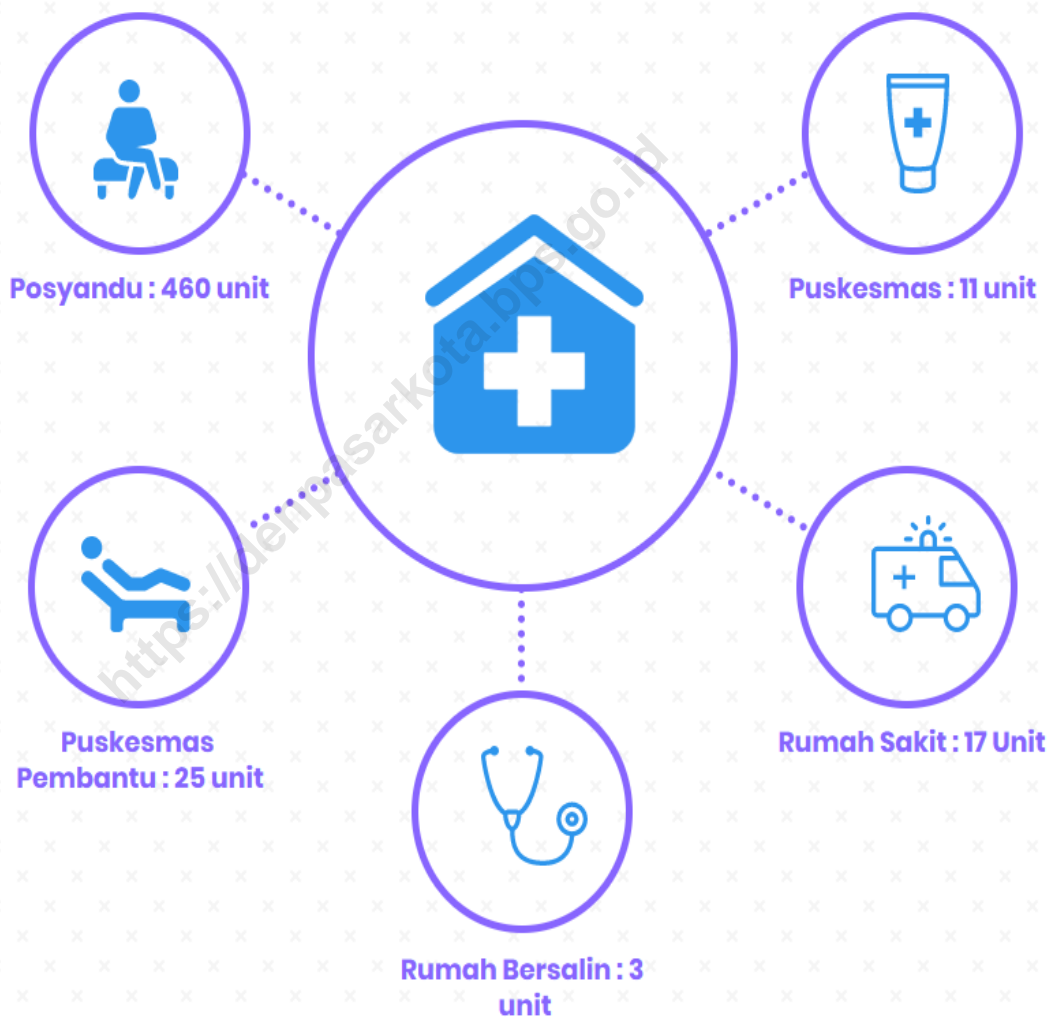 Posyandu : 460 unit
Puskesmas : 11 unit
https://denpasarkota.bps.go.id
Puskesmas
Pembantu : 25 unit
Rumah Sakit : 17 Unit
Rumah Bersalin : 3
unit